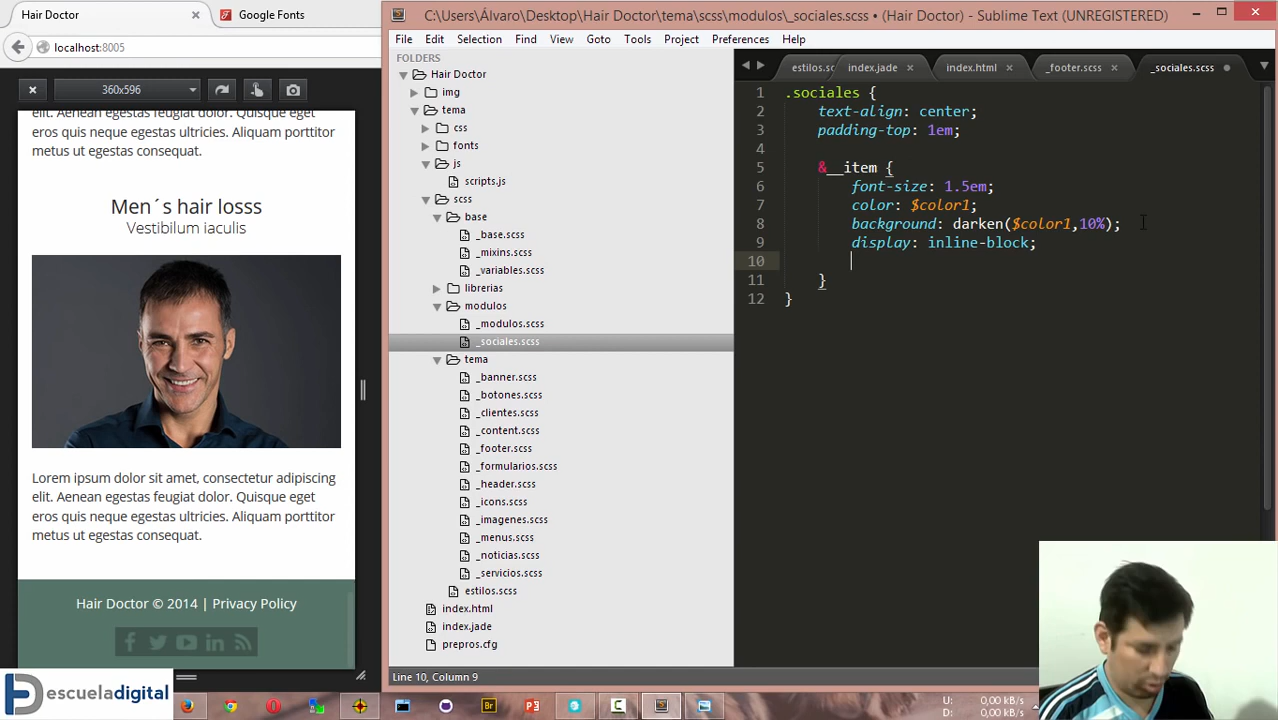 Hair Doctor
Google Fonts
localhost:8005
360x596
elit. Aenean egestas feugiat dolor. Quisque eget
eros quis neque egestas ultricies. Aliquam porttitor
metus ut egestas consequat.
Men´s hair losss
Vestibulum iaculis
Lorem ipsum dolor sit amet, consectetur adipiscing
elit. Aenean egestas feugiat dolor. Quisque eget
eros quis neque egestas ultricies. Aliquam porttitor
metus ut egestas consequat.
Hair Doctor © 2014 | Privacy Policy
escueladigital
C:\Users\Álvaro\Desktop\Hair Doctor\tema\scss\modulos\_sociales.scss • (Hair Doctor) - Sublime Text (UNREGISTERED)
File Edit Selection Find View Goto Tools Project Preferences Help
FOLDERS
Hair Doctor
img
tema
css
fonts
js
scripts.js
scss
base
_base.scss
_mixins.scss
_variables.scss
librerias
modulos
_modulos.scss
_sociales.scss
tema
_banner.scss
_botones.scss
_clientes.scss
_content.scss
_footer.scss
_formularios.scss
_header.scss
_icons.scss
_imagenes.scss
_menus.scss
_noticias.scss
_servicios.scss
estilos.scss
index.html
index.jade
prepros.cfg
estilos.sc index.jade index.html _footer.scss _sociales.scss
1 .sociales {
2 text-align: center;
3 padding-top: 1em;
4
5 &__item {
6 font-size: 1.5em;
7 color: $color1;
8 background: darken($color1,10%);
9 display: inline-block;
10
11 }
12 }
Line 10, Column 9
Br
U: 0,00 kB/s
D: 0,00 kB/s